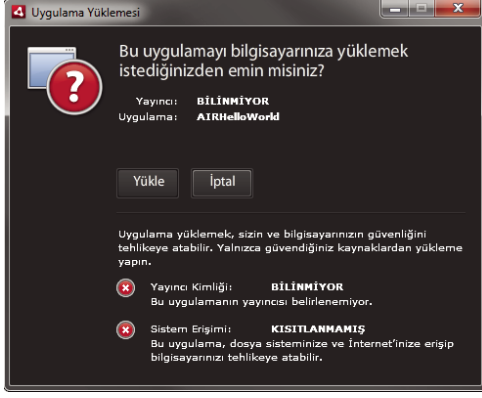 Uygulama Yüklemesi
Bu uygulamayı bilgisayarınıza yüklemek
istediğinizden emin misiniz?
Yayıncı: BİLİNMİYOR
Uygulama: AIRHelloWorld
Yükle İptal
Uygulama yüklemek, sizin ve bilgisayarınızın güvenliğini
tehlikeye atabilir. Yalnızca güvendiğiniz kaynaklardan yükleme
yapın.
Yayıncı Kimliği: BİLİNMİYOR
Bu uygulamanın yayıncısı belirlenemiyor.
Sistem Erişimi: KISITLANMAMIŞ
Bu uygulama, dosya sisteminize ve İnternet'inize erişip
bilgisayarınızı tehlikeye atabilir.